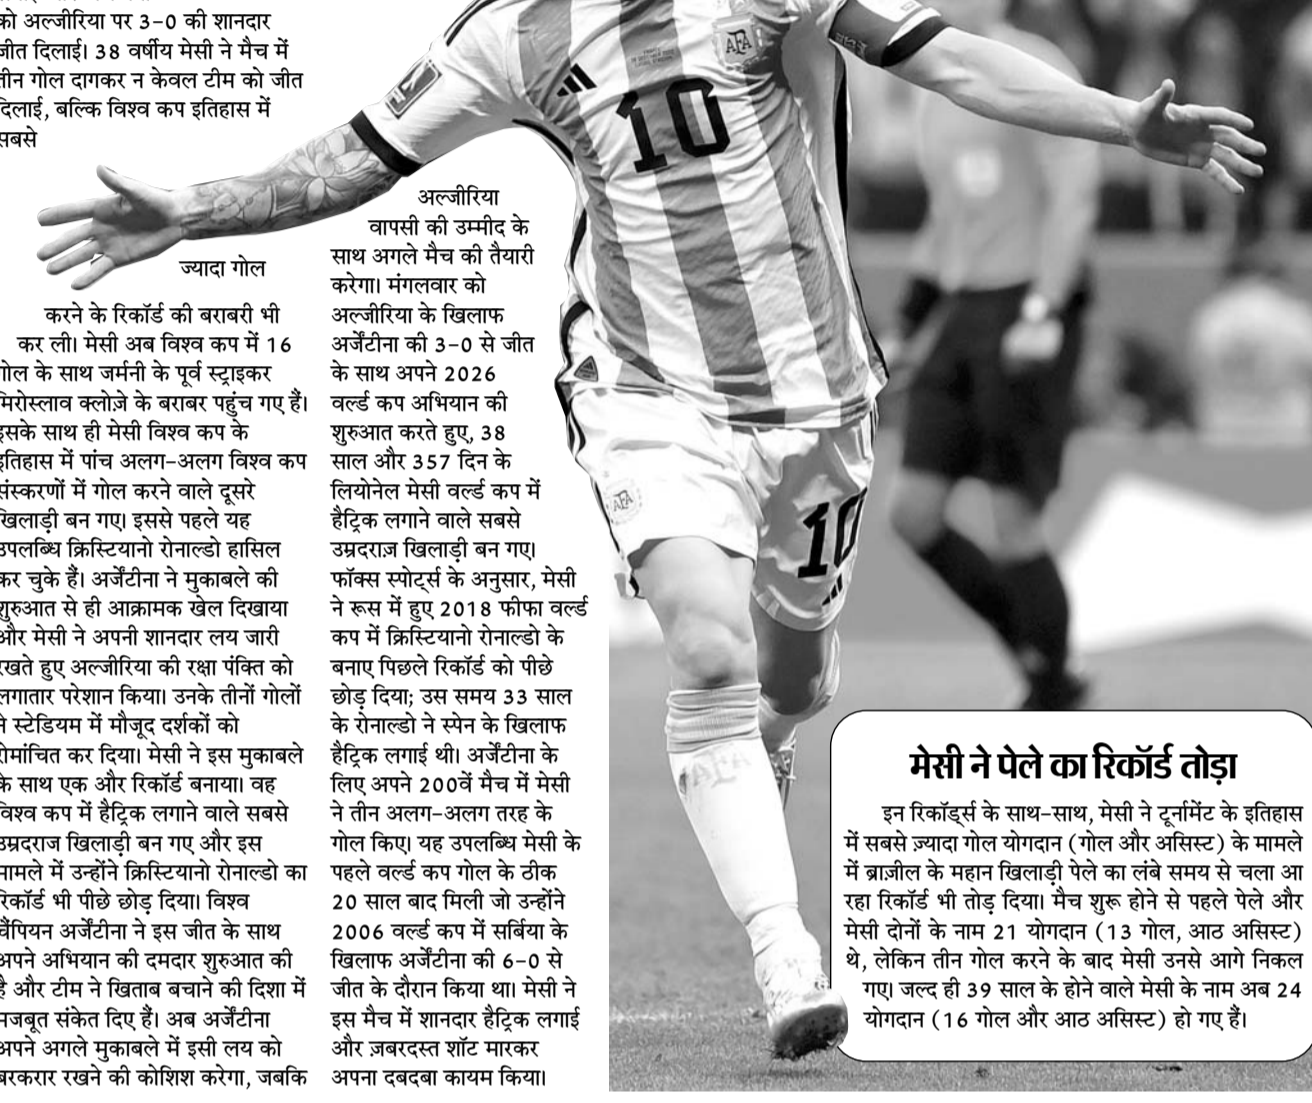 को अल्जीरिया पर 3-0 की शानदार
जीत दिलाई। 38 वर्षीय मेसी ने मैच में
तीन गोल दागकर न केवल टीम को जीत
दिलाई, बल्कि विश्व कप इतिहास में
सबसे
ज्यादा गोल
करने के रिकॉर्ड की बराबरी भी
कर ली। मेसी अब विश्व कप में 16
गोल के साथ जर्मनी के पूर्व स्ट्राइकर
मिरोस्लाव क्लोज़े के बराबर पहुंच गए हैं।
इसके साथ ही मेसी विश्व कप के
इतिहास में पांच अलग-अलग विश्व कप
संस्करणों में गोल करने वाले दूसरे
खिलाड़ी बन गए। इससे पहले यह
उपलब्धि क्रिस्टियानो रोनाल्डो हासिल
कर चुके हैं। अर्जेंटीना ने मुकाबले की
शुरुआत से ही आक्रामक खेल दिखाया
और मेसी ने अपनी शानदार लय जारी
रखते हुए अल्जीरिया की रक्षा पंक्ति को
लगातार परेशान किया। उनके तीनों गोलों
ने स्टेडियम में मौजूद दर्शकों को
रोमांचित कर दिया। मेसी ने इस मुकाबले
के साथ एक और रिकॉर्ड बनाया। वह
विश्व कप में हैट्रिक लगाने वाले सबसे
उम्रदराज खिलाड़ी बन गए और इस
मामले में उन्होंने क्रिस्टियानो रोनाल्डो का
रिकॉर्ड भी पीछे छोड़ दिया। विश्व
चैंपियन अर्जेंटीना ने इस जीत के साथ
अपने अभियान की दमदार शुरुआत की
है और टीम ने खिताब बचाने की दिशा में
मजबूत संकेत दिए हैं। अब अर्जेंटीना
अपने अगले मुकाबले में इसी लय को
बरकरार रखने की कोशिश करेगा, जबकि
अल्जीरिया
वापसी की उम्मीद के
साथ अगले मैच की तैयारी
करेगा। मंगलवार को
अल्जीरिया के खिलाफ
अर्जेंटीना की 3-0 से जीत
के साथ अपने 2026
वर्ल्ड कप अभियान की
शुरुआत करते हुए, 38
साल और 357 दिन के
लियोनेल मेसी वर्ल्ड कप में
हैट्रिक लगाने वाले सबसे
उम्रदराज़ खिलाड़ी बन गए।
फॉक्स स्पोर्ट्स के अनुसार, मेसी
ने रूस में हुए 2018 फीफा वर्ल्ड
कप में क्रिस्टियानो रोनाल्डो के
बनाए पिछले रिकॉर्ड को पीछे
छोड़ दिया; उस समय 33 साल
के रोनाल्डो ने स्पेन के खिलाफ
हैट्रिक लगाई थी। अर्जेंटीना के
लिए अपने 200वें मैच में मेसी
ने तीन अलग-अलग तरह के
गोल किए। यह उपलब्धि मेसी के
पहले वर्ल्ड कप गोल के ठीक
20 साल बाद मिली जो उन्होंने
2006 वर्ल्ड कप में सर्बिया के
खिलाफ अर्जेंटीना की 6-0 से
जीत के दौरान किया था। मेसी ने
इस मैच में शानदार हैट्रिक लगाई
और ज़बरदस्त शॉट मारकर
अपना दबदबा कायम किया।
AFA
10
AFA
10
AFA
मेसी ने पेले का रिकॉर्ड तोड़ा
इन रिकॉर्ड्स के साथ-साथ, मेसी ने टूर्नामेंट के इतिहास
में सबसे ज़्यादा गोल योगदान (गोल और असिस्ट) के मामले
में ब्राज़ील के महान खिलाड़ी पेले का लंबे समय से चला आ
रहा रिकॉर्ड भी तोड़ दिया। मैच शुरू होने से पहले पेले और
मेसी दोनों के नाम 21 योगदान (13 गोल, आठ असिस्ट)
थे, लेकिन तीन गोल करने के बाद मेसी उनसे आगे निकल
गए। जल्द ही 39 साल के होने वाले मेसी के नाम अब 24
योगदान (16 गोल और आठ असिस्ट) हो गए हैं।